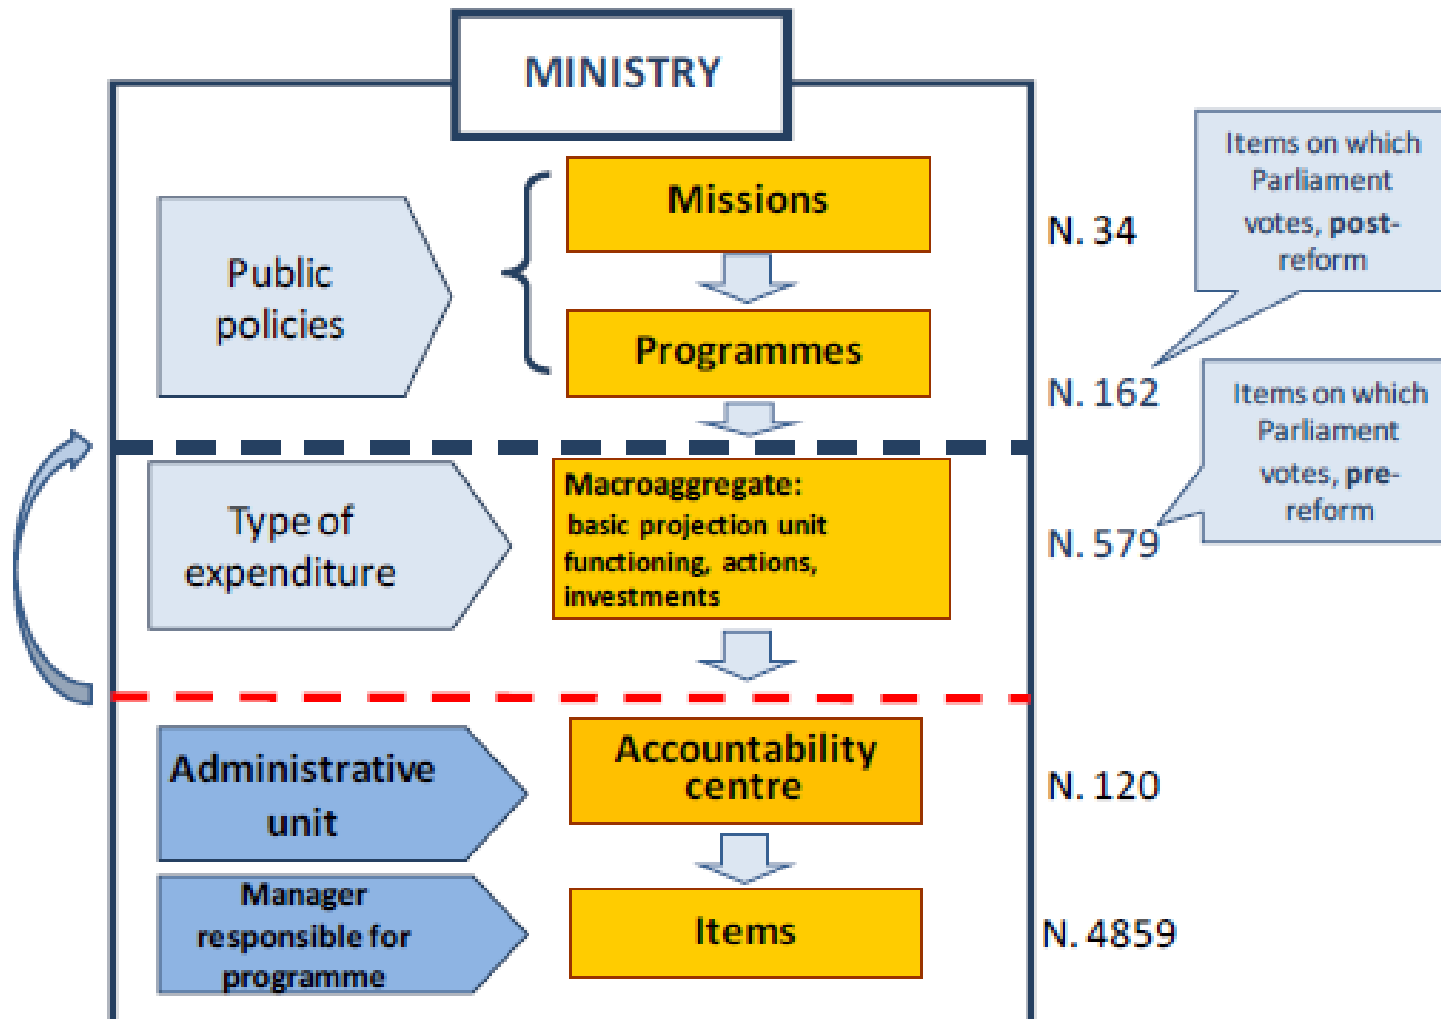 MINISTRY
Missions
Items on which
Parliament
votes, post-
reform
N. 34
Public
policies
Programmes
N. 162
Items on which
Parliament
votes, pre-
reform
Type of
expenditure
Macroaggregate:
basic projection unit
functioning, actions,
investments
N. 579
Administrative
unit
Accountability
centre
N. 120
Manager
responsible for
programme
Items
N. 4859